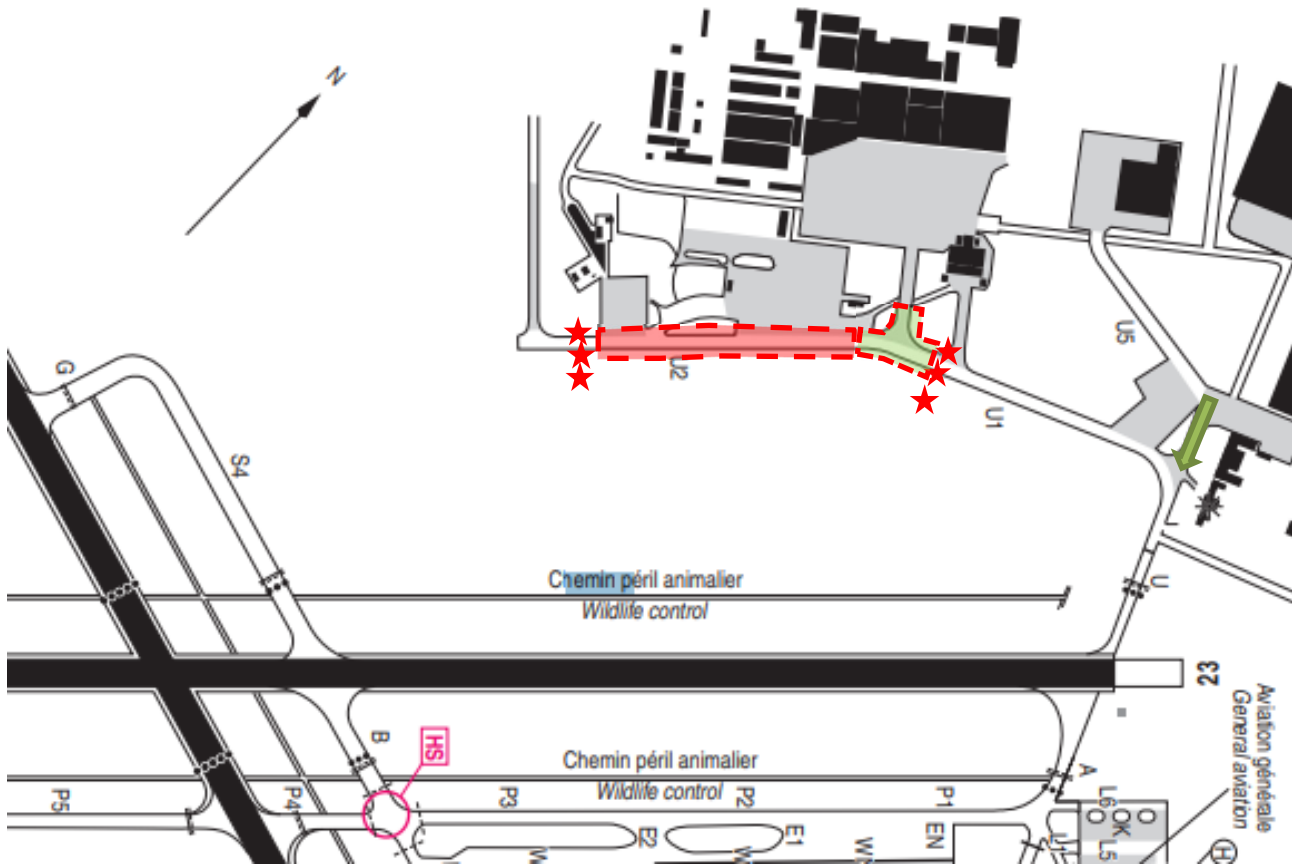 N
U5
U2
U1
G
S4
Chemin péril animalier
Wildlife control
U
23
Aviation générale
General aviation
B
HS
Chemin péril animalier
Wildlife control
A
P5
P4
P3
P2
P1
L6
OK
L5
E2
E1
EN
H